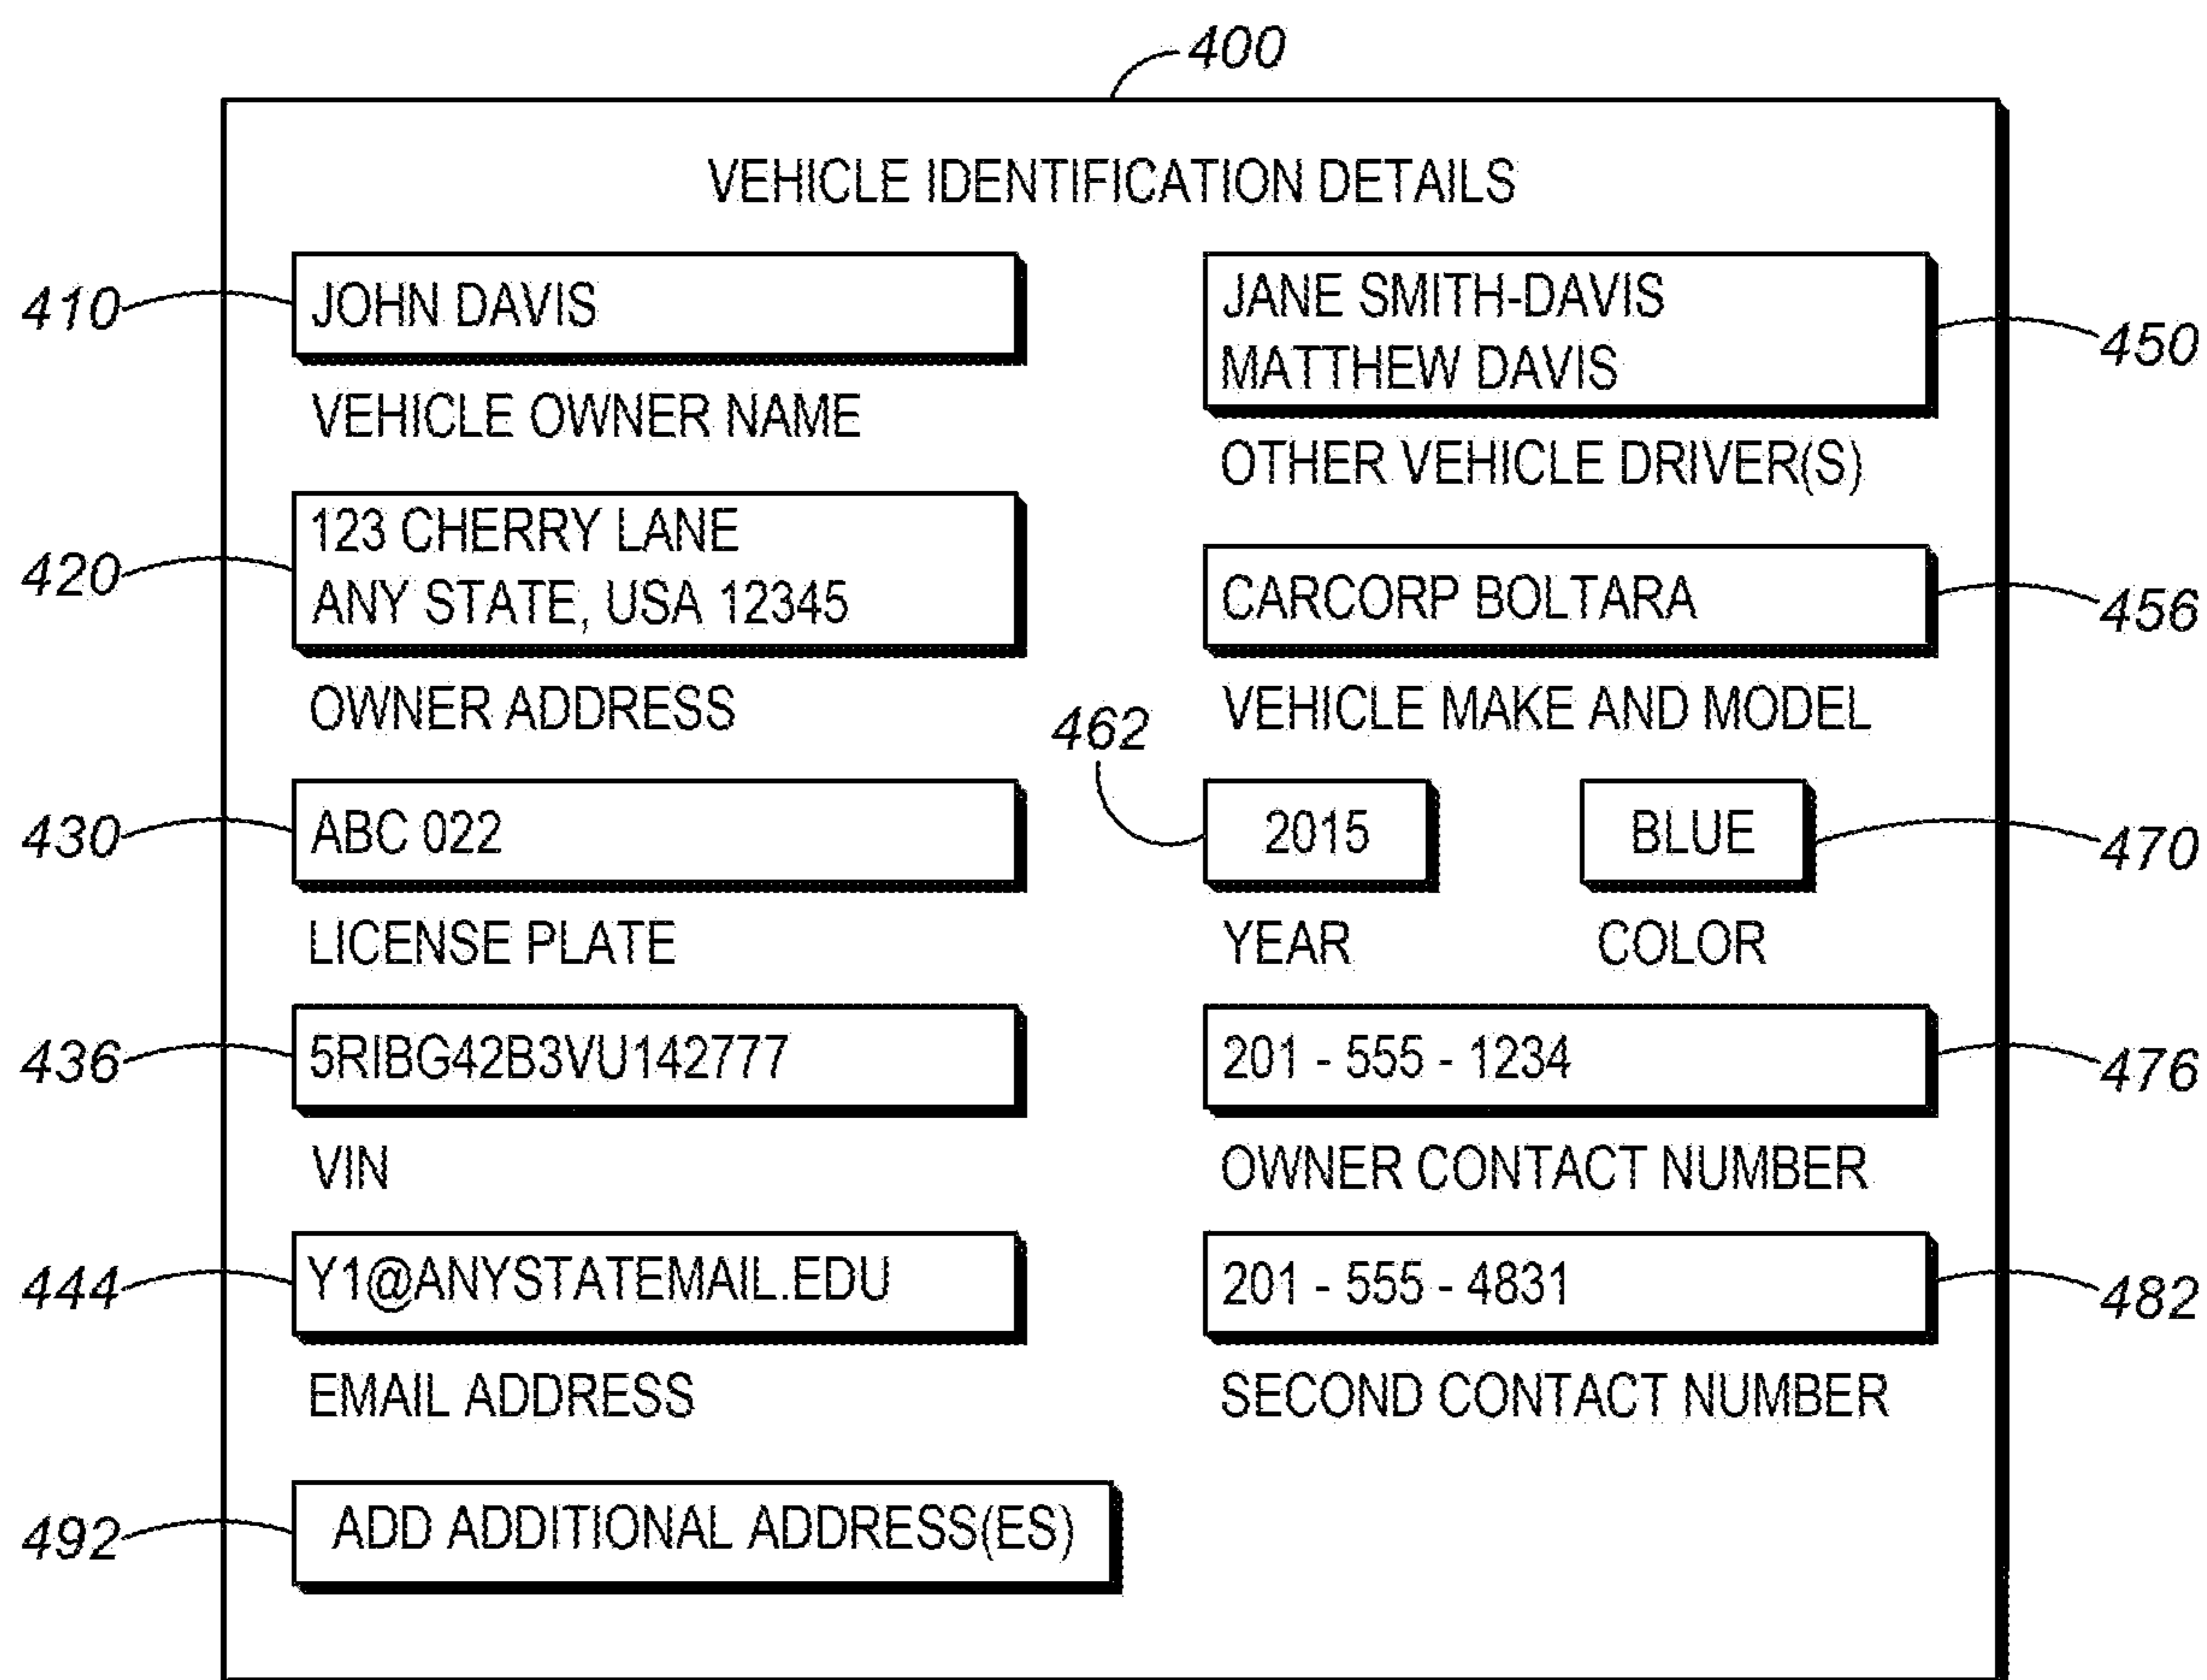 400
VEHICLE IDENTIFICATION DETAILS
410
JOHN DAVIS
VEHICLE OWNER NAME
420
123 CHERRY LANE
ANY STATE, USA 12345
OWNER ADDRESS
430
ABC 022
LICENSE PLATE
436
5RIBG42B3VU142777
VIN
444
Y1@ANYSTATEMAIL.EDU
EMAIL ADDRESS
492
ADD ADDITIONAL ADDRESS(ES)
JANE SMITH-DAVIS
MATTHEW DAVIS
450
OTHER VEHICLE DRIVER(S)
CARCORP BOLTARA
456
VEHICLE MAKE AND MODEL
462
2015
YEAR
BLUE
470
COLOR
201 - 555 - 1234
476
OWNER CONTACT NUMBER
201 - 555 - 4831
482
SECOND CONTACT NUMBER